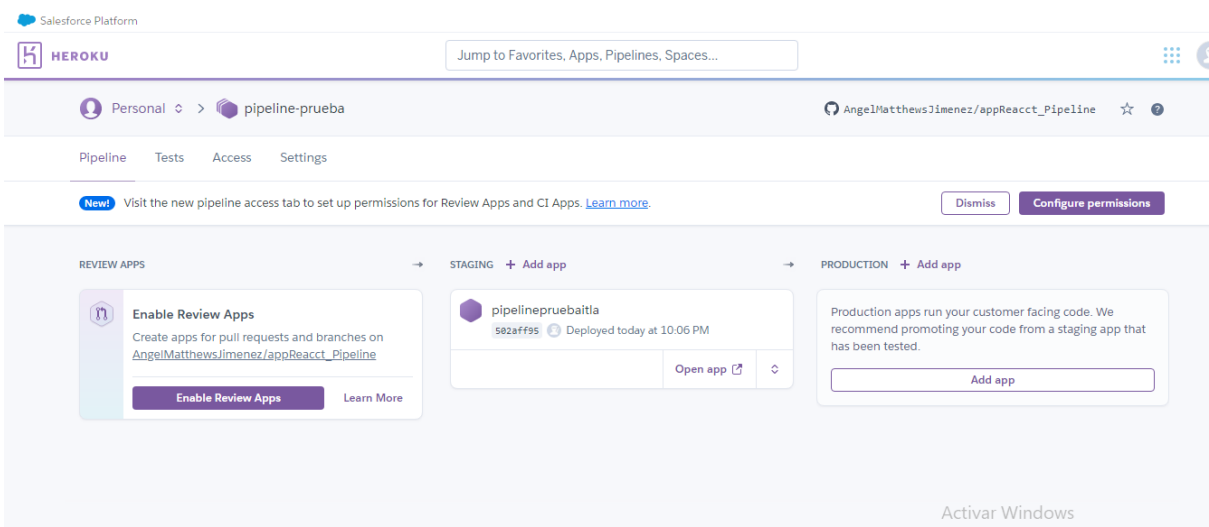 Salesforce Platform
HEROKU
Jump to Favorites, Apps, Pipelines, Spaces...
Personal > pipeline-prueba
AngelMatthewsJimenez/appReacct_Pipeline
Pipeline Tests Access Settings
New! Visit the new pipeline access tab to set up permissions for Review Apps and CI Apps. Learn more.
Dismiss
Configure permissions
REVIEW APPS
Enable Review Apps
Create apps for pull requests and branches on
AngelMatthewsJimenez/appReacct_Pipeline
Enable Review Apps
Learn More
STAGING + Add app
pipelinepruebaitla
502aff95 Deployed today at 10:06 PM
Open app
PRODUCTION + Add app
Production apps run your customer facing code. We
recommend promoting your code from a staging app that
has been tested.
Add app
Activar Windows